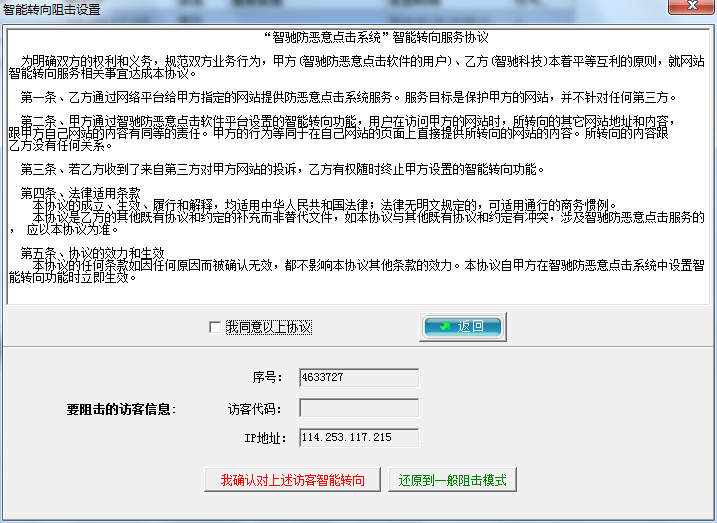 智能转向阻击设置
“智驰防恶意点击系统”智能转向服务协议
为明确双方的权利和义务，规范双方业务行为，甲方(智驰防恶意点击软件的用户)、乙方(智驰科技)本着平等互利的原则，就网站
智能转向服务相关事宜达成本协议。
第一条、乙方通过网络平台给甲方指定的网站提供防恶意点击系统服务。服务目标是保护甲方的网站，并不针对任何第三方。
第二条、甲方通过智驰防恶意点击软件平台设置的智能转向功能，用户在访问甲方的网站时，所转向的其它网站地址和内容，
跟甲方自己网站的内容有同等的责任。甲方的行为等同于在自己网站的页面上直接提供所转向的网站的内容。所转向的内容跟
乙方没有任何关系。
第三条、若乙方收到了来自第三方对甲方网站的投诉，乙方有权随时终止甲方设置的智能转向功能。
第四条、法律适用条款
本协议的成立、生效、履行和解释，均适用中华人民共和国法律；法律无明文规定的，可适用通行的商务惯例。
本协议是乙方的其他既有协议和约定的补充而非替代文件，如本协议与其他既有协议和约定有冲突，涉及智驰防恶意点击服务的
，应以本协议为准。
第五条、协议的效力和生效
本协议的任何条款如因任何原因而被确认无效，都不影响本协议其他条款的效力。本协议自甲方在智驰防恶意点击系统中设置智
能转向功能时立即生效。
我同意以上协议
返回
序号：
4633727
要阻击的访客信息:
访客代码：
IP地址：
114.253.117.215
我确认对上述访客智能转向
还原到一般阻击模式